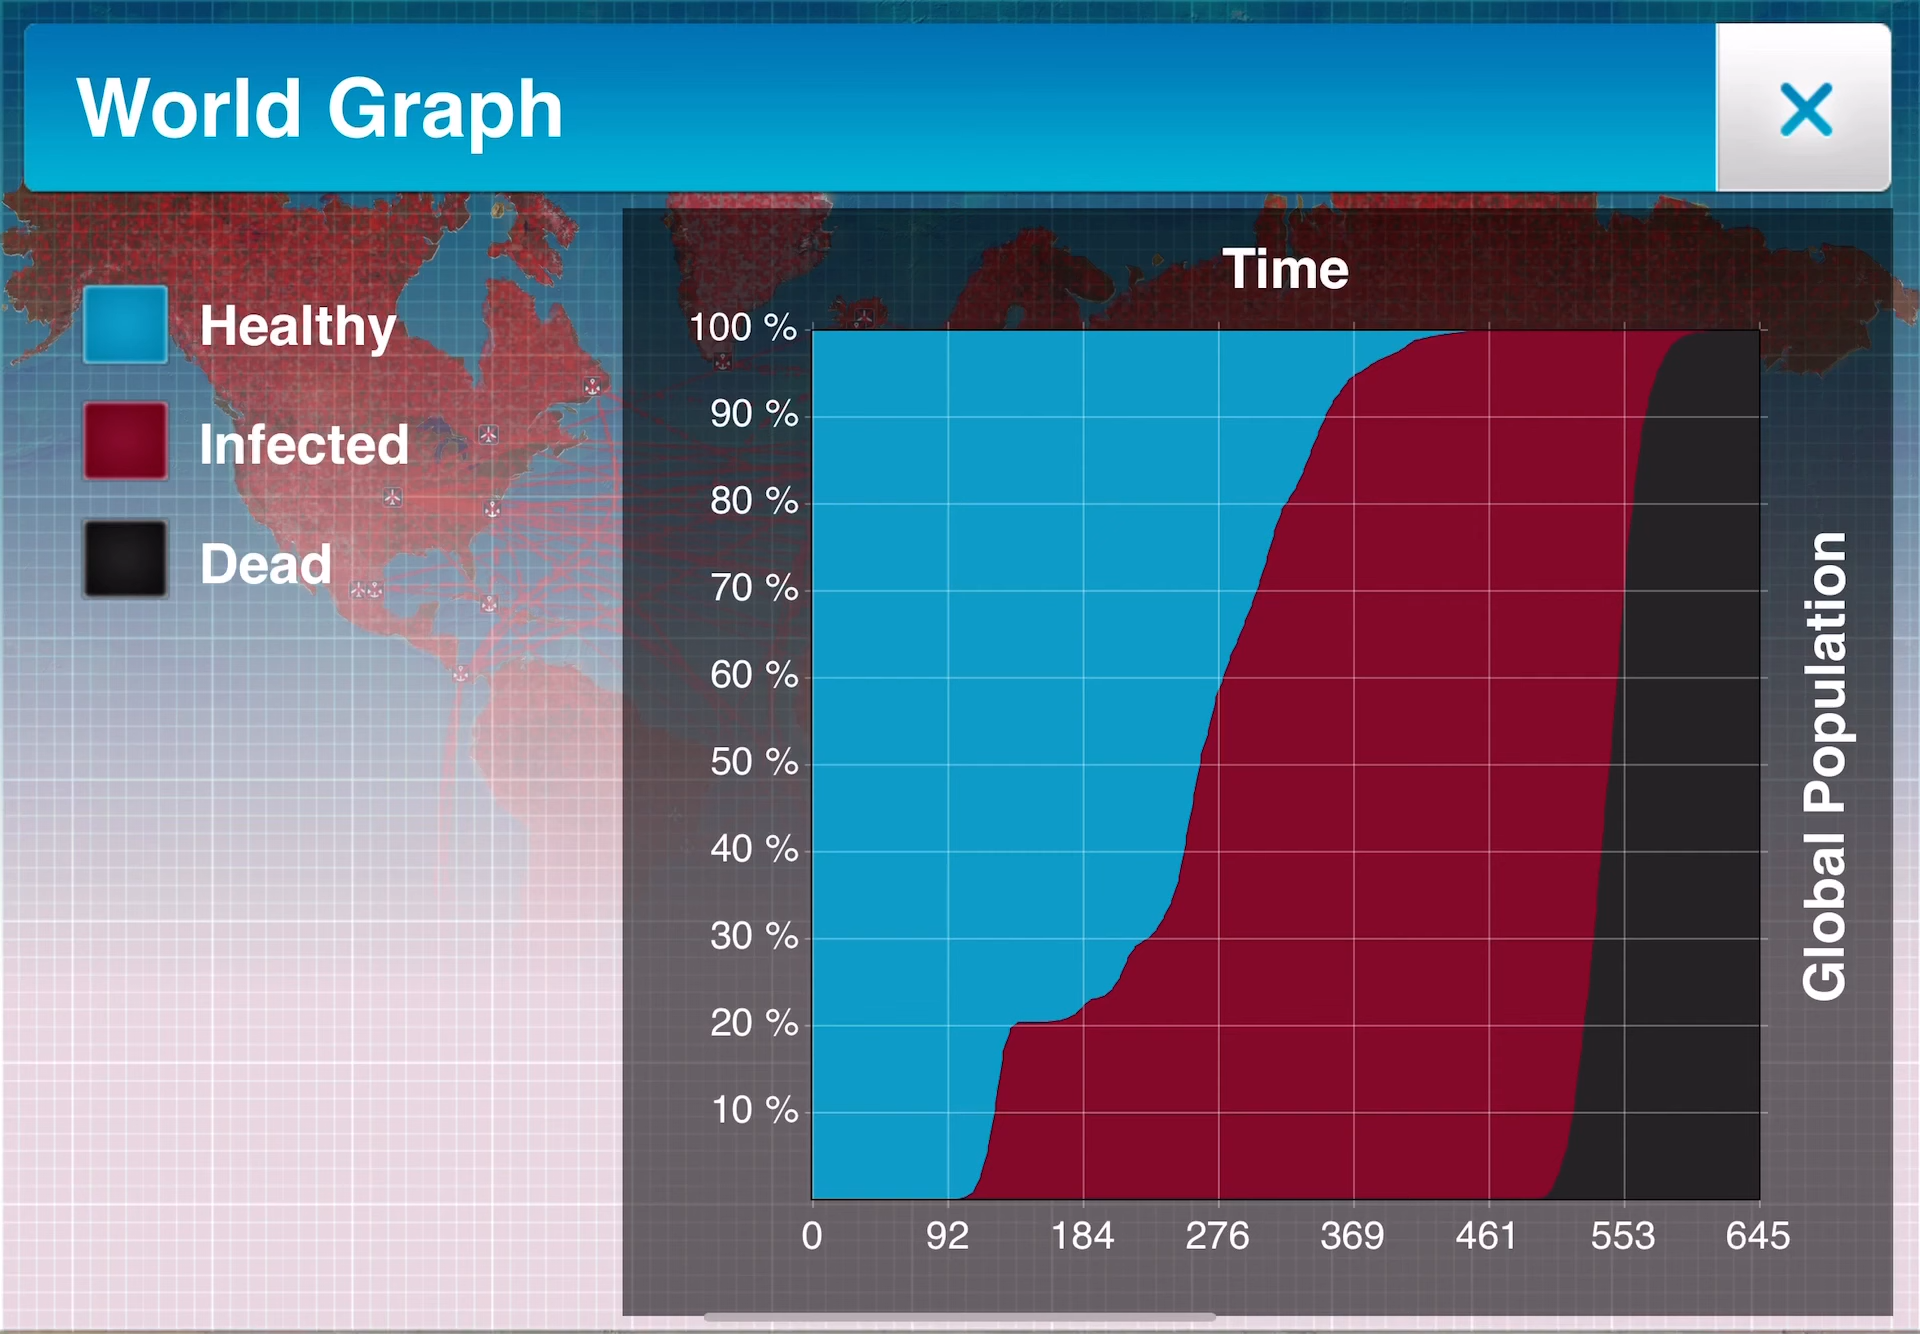 World Graph
Healthy
Infected
Dead
Time
100 %
90 %
80 %
70 %
60 %
50 %
40 %
30 %
20 %
10 %
0 92 184 276 369 461 553 645
Global Population